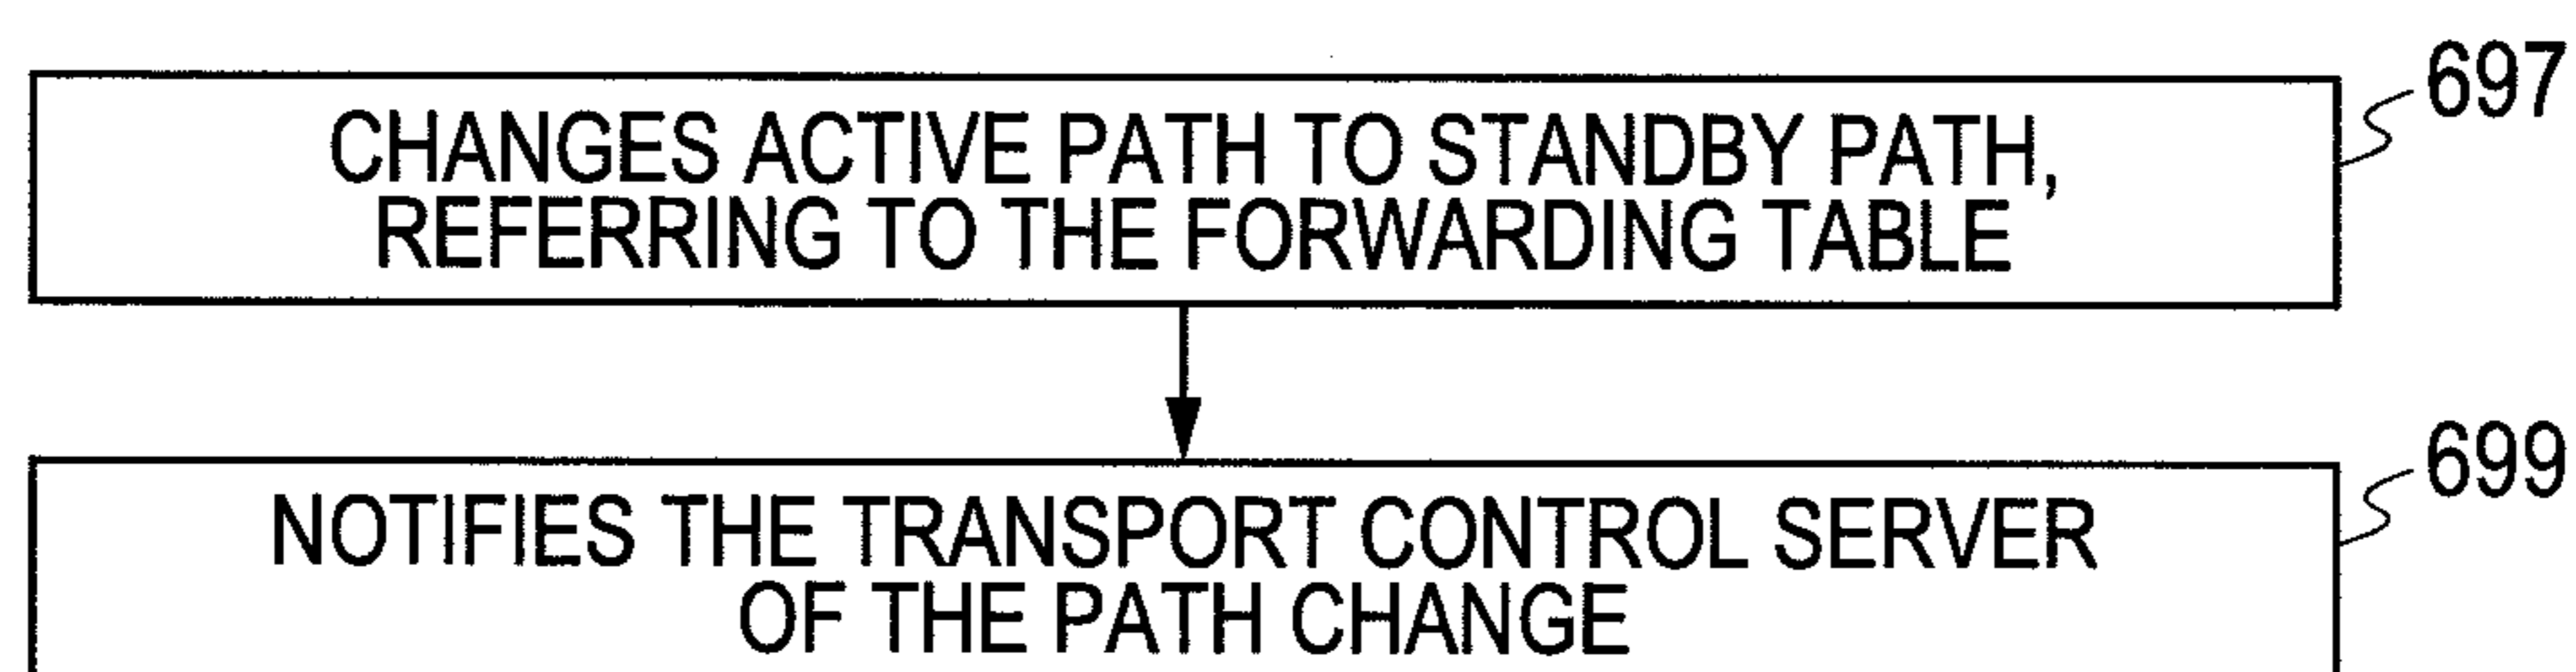 697
CHANGES ACTIVE PATH TO STANDBY PATH,
REFERRING TO THE FORWARDING TABLE
699
NOTIFIES THE TRANSPORT CONTROL SERVER
OF THE PATH CHANGE